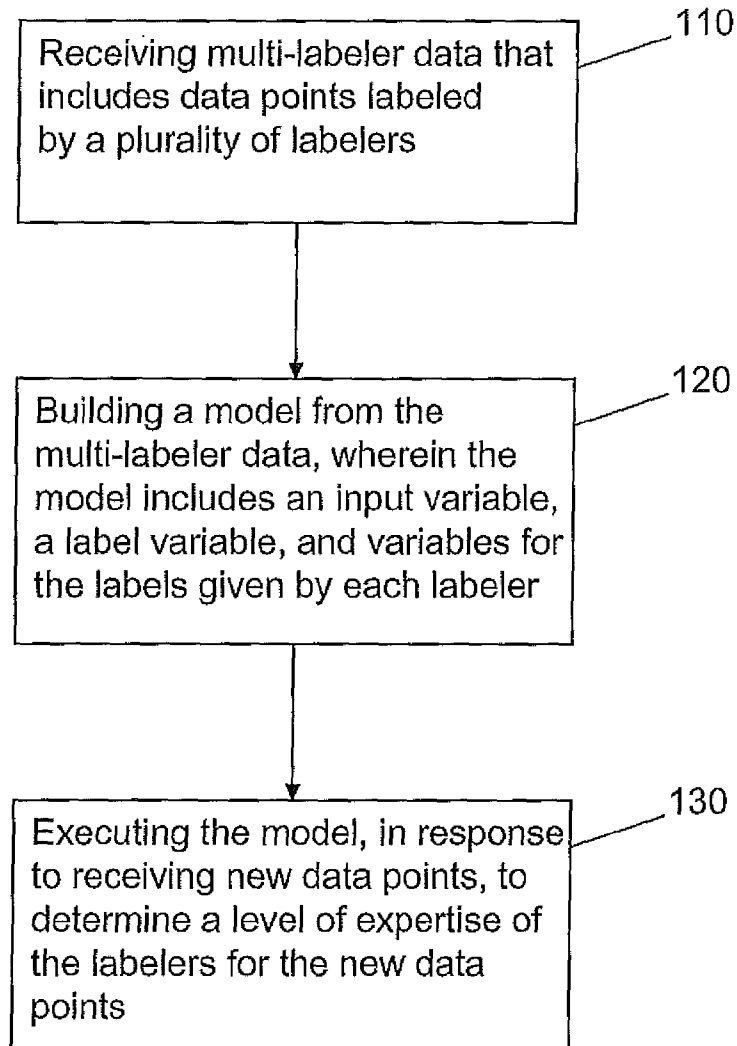 110
Receiving multi-labeler data that
includes data points labeled
by a plurality of labelers
120
Building a model from the
multi-labeler data, wherein the
model includes an input variable,
a label variable, and variables for
the labels given by each labeler
130
Executing the model, in response
to receiving new data points, to
determine a level of expertise of
the labelers for the new data
points